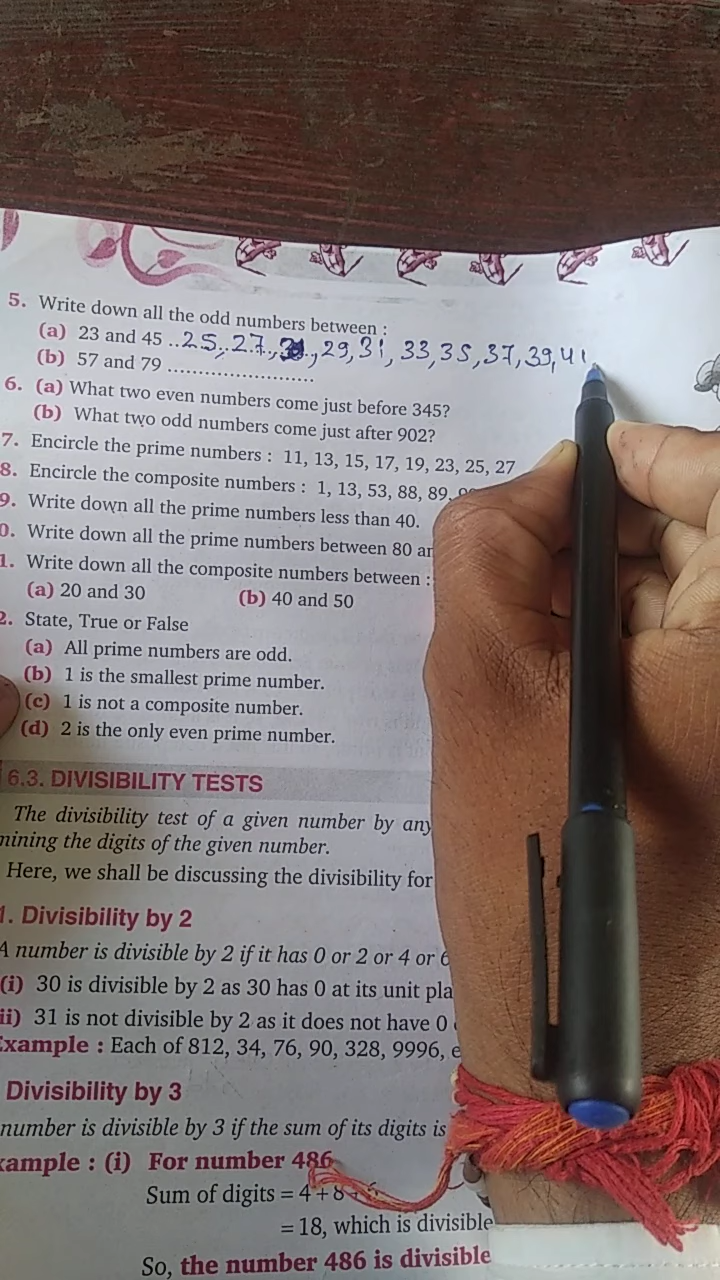 5. Write down all the odd numbers between :
(a) 23 and 45 ..25, 27, 29, 31, 33, 35, 37, 39, 41
(b) 57 and 79 ........................
6. (a) What two even numbers come just before 345?
(b) What two odd numbers come just after 902?
7. Encircle the prime numbers : 11, 13, 15, 17, 19, 23, 25, 27
8. Encircle the composite numbers : 1, 13, 53, 88, 89,
9. Write down all the prime numbers less than 40.
0. Write down all the prime numbers between 80
1. Write down all the composite numbers between :
(a) 20 and 30 (b) 40 and 50
2. State, True or False
(a) All prime numbers are odd.
(b) 1 is the smallest prime number.
(c) 1 is not a composite number.
(d) 2 is the only even prime number.
6.3. DIVISIBILITY TESTS
The divisibility test of a given number by any
mining the digits of the given number.
Here, we shall be discussing the divisibility for
1. Divisibility by 2
A number is divisible by 2 if it has 0 or 2 or 4 or
(i) 30 is divisible by 2 as 30 has 0 at its unit pla
ii) 31 is not divisible by 2 as it does not have 0
Example : Each of 812, 34, 76, 90, 328, 9996, e
Divisibility by 3
number is divisible by 3 if the sum of its digits is
xample : (i) For number 486
Sum of digits = 4 + 8
= 18, which is divisible
So, the number 486 is divisible